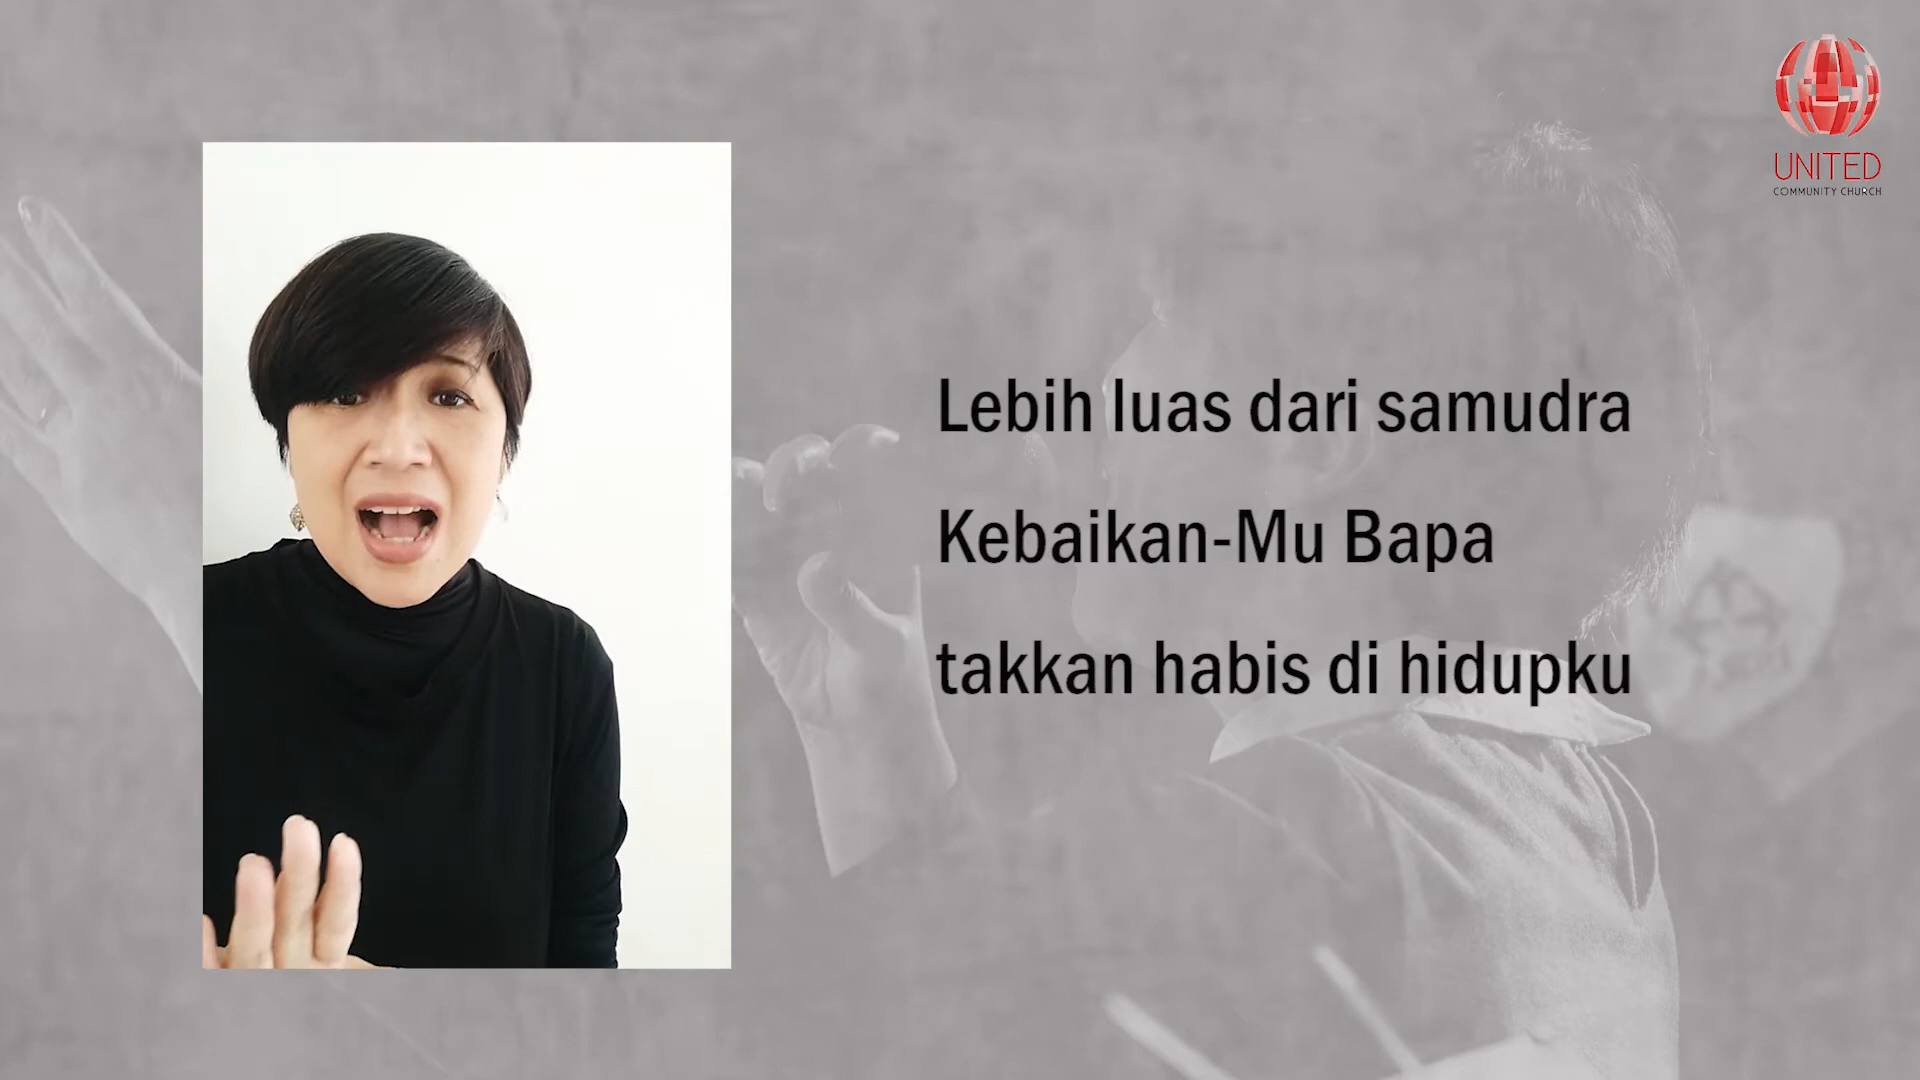 UNITED
COMMUNITY CHURCH
Lebih luas dari samudra
Kebaikan-Mu Bapa
takkan habis di hidupku